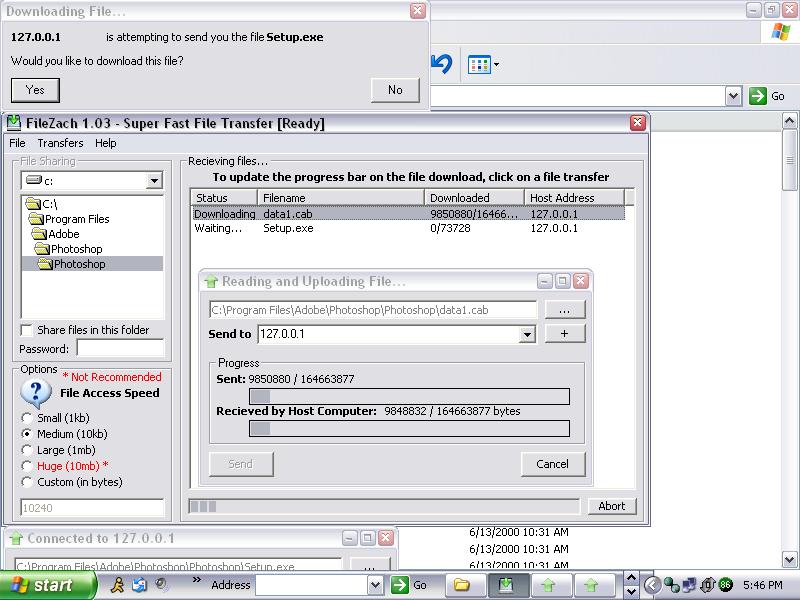 Downloading File...
127.0.0.1 is attempting to send you the file Setup.exe
Would you like to download this file?
Yes
No
Go
FileZach 1.03 - Super Fast File Transfer [Ready]
File Transfers Help
File Sharing
c:
C:\
Program Files
Adobe
Photoshop
Photoshop
Share files in this folder
Password:
Options
* Not Recommended
File Access Speed
Small (1kb)
Medium (10kb)
Large (1mb)
Huge (10mb) *
Custom (in bytes)
10240
Recieving files...
To update the progress bar on the file download, click on a file transfer
Status Filename Downloaded Host Address
Downloading data1.cab 9850880/16466... 127.0.0.1
Waiting... Setup.exe 0/73728 127.0.0.1
Reading and Uploading File...
C:\Program Files\Adobe\Photoshop\Photoshop\data1.cab
...
Send to 127.0.0.1
+
Progress
Sent: 9850880 / 164663877
Recieved by Host Computer: 9848832 / 164663877 bytes
Send
Cancel
Abort
Connected to 127.0.0.1
C:\Program Files\Adobe\Photoshop\Photoshop\Setup.exe
...
6/13/2000 10:31 AM
6/13/2000 10:31 AM
6/13/2000 10:31 AM
start
»
Address
Go
86
5:46 PM